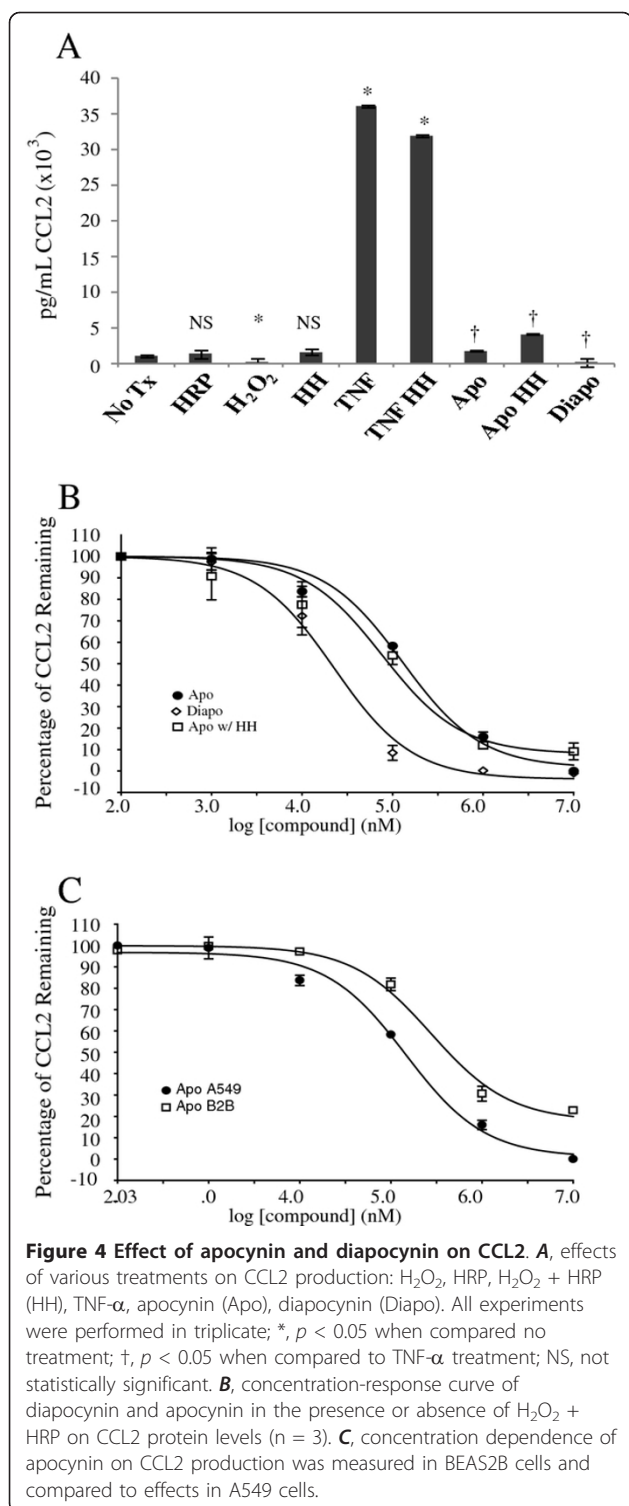 A
pg/mL CCL2 (x10³)
40
35
30
25
20
15
10
5
0
NS
*
NS
*
*
†
†
†
No Tx
HRP
H₂O₂
HH
TNF
TNF HH
Apo
Apo HH
Diapo
B
Percentage of CCL2 Remaining
110
100
90
80
70
60
50
40
30
20
10
0
-10
Apo
Diapo
Apo w/ HH
2.0
3.0
4.0
5.0
6.0
7.0
log [compound] (nM)
C
Percentage of CCL2 Remaining
110
100
90
80
70
60
50
40
30
20
10
0
-10
Apo A549
Apo B2B
2.03
.0
4.0
5.0
6.0
7.0
log [compound] (nM)
Figure 4 Effect of apocynin and diapocynin on CCL2. A, effects
of various treatments on CCL2 production: H₂O₂, HRP, H₂O₂ + HRP
(HH), TNF-α, apocynin (Apo), diapocynin (Diapo). All experiments
were performed in triplicate; *, p < 0.05 when compared no
treatment; †, p < 0.05 when compared to TNF-α treatment; NS, not
statistically significant. B, concentration-response curve of
diapocynin and apocynin in the presence or absence of H₂O₂ +
HRP on CCL2 protein levels (n = 3). C, concentration dependence of
apocynin on CCL2 production was measured in BEAS2B cells and
compared to effects in A549 cells.